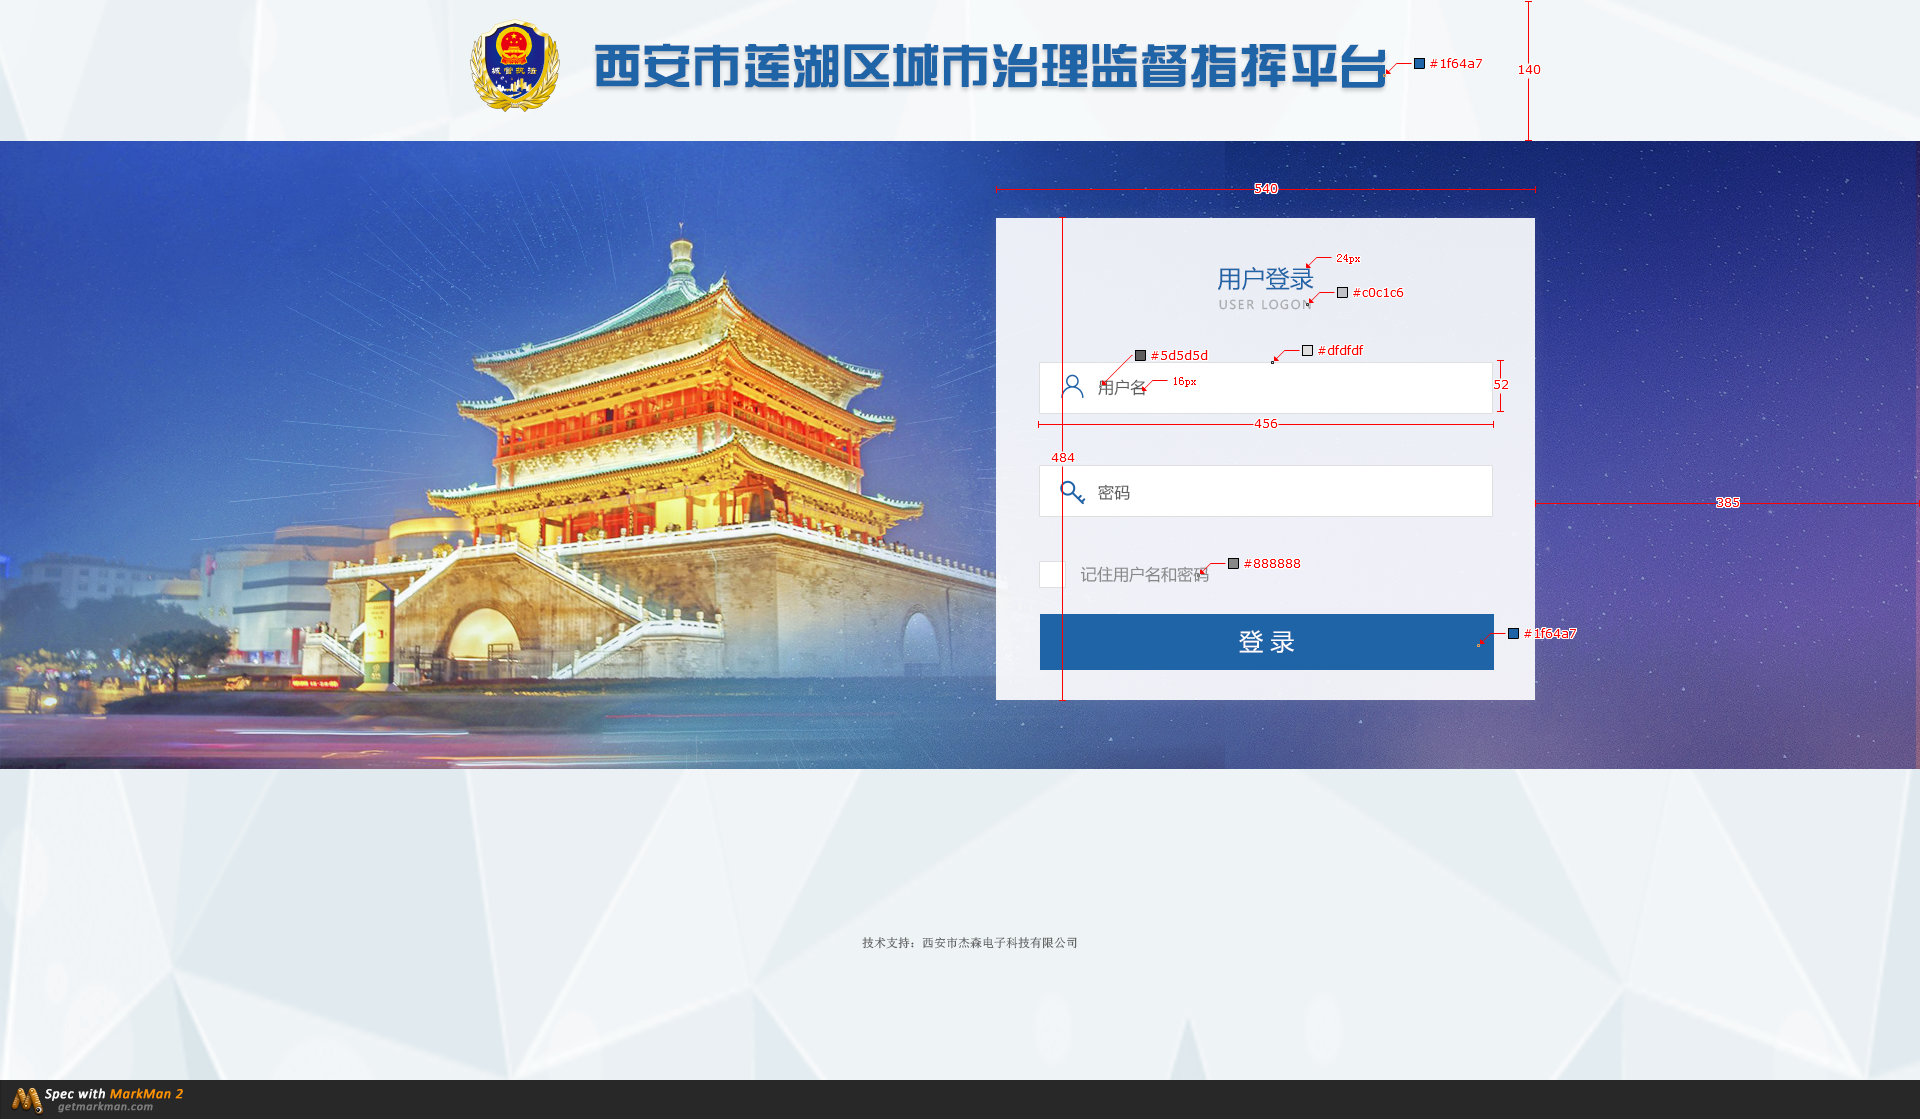 城管执法
西安市莲湖区城市治理监督指挥平台
#1f64a7
140
540
用户登录
24px
USER LOGON
#c0c1c6
#5d5d5d
#dfdfdf
用户名
16px
52
456
484
密码
385
记住用户名和密码
#888888
登录
#1f64a7
技术支持：西安市杰森电子科技有限公司
Spec with MarkMan 2
getmarkman.com